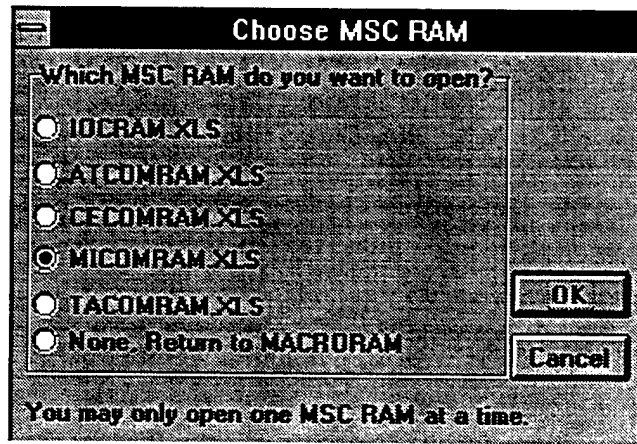 Choose MSC RAM
Which MSC RAM do you want to open?
IOCRAM.XLS
ATCOMRAM.XLS
CECOMRAM.XLS
MICOMRAM.XLS
TACOMRAM.XLS
None, Return to MACRORAM
OK
Cancel
You may only open one MSC RAM at a time.